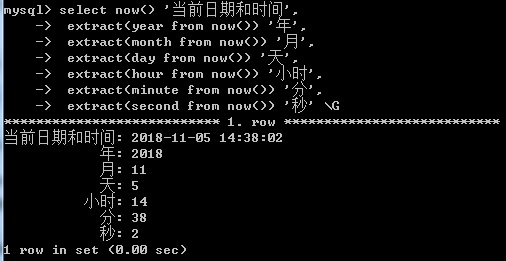 mysql> select now() '当前日期和时间',
    -> extract(year from now()) '年',
    -> extract(month from now()) '月',
    -> extract(day from now()) '天',
    -> extract(hour from now()) '小时',
    -> extract(minute from now()) '分',
    -> extract(second from now()) '秒' \G
*************************** 1. row ***************************
当前日期和时间: 2018-11-05 14:38:02
年: 2018
月: 11
天: 5
小时: 14
分: 38
秒: 2
1 row in set (0.00 sec)